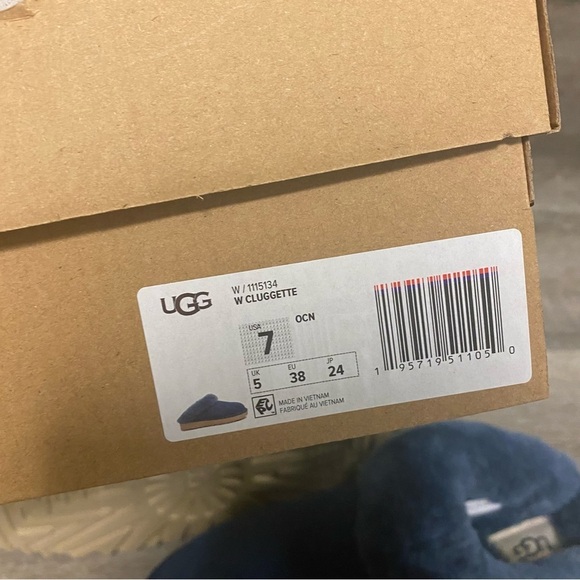 UGG
W / 1115134
W CLUGGETTE
USA
7
OCN
UK EU JP
5 38 24
MADE IN VIETNAM
FABRIQUÉ AU VIETNAM
1 95719 51105 0
UGG